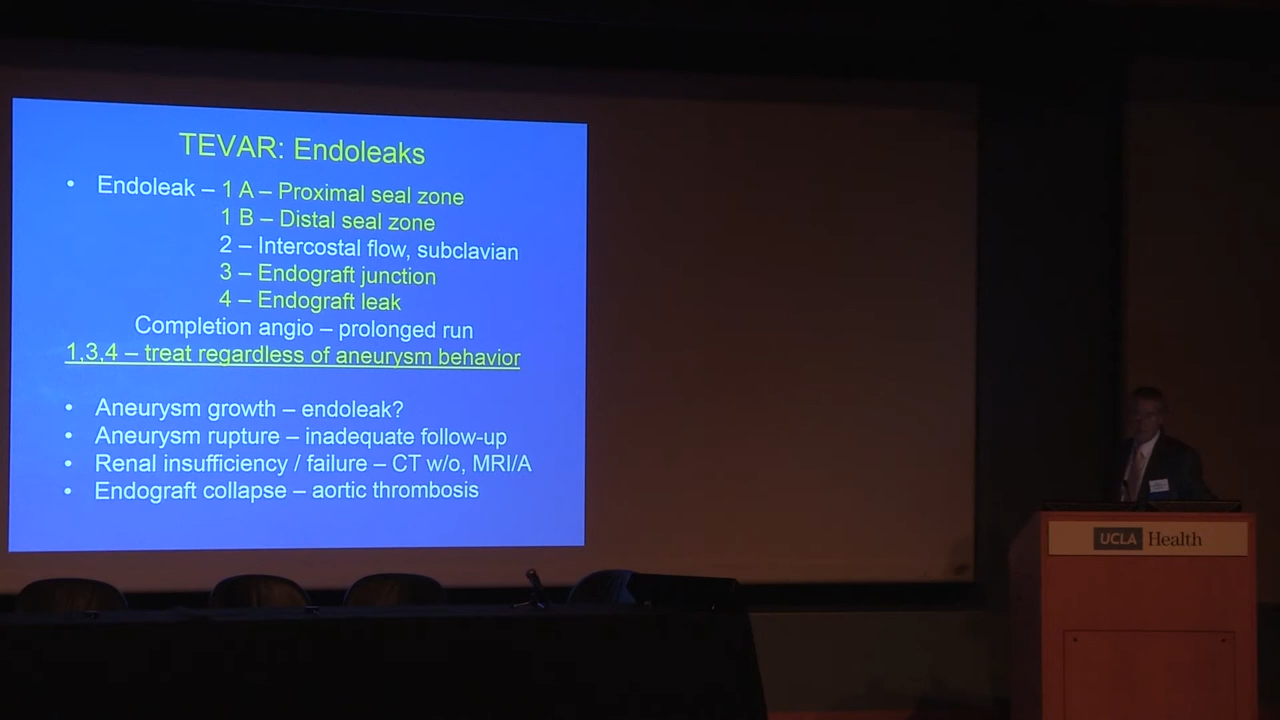 TEVAR: Endoleaks
• Endoleak – 1 A – Proximal seal zone
1 B – Distal seal zone
2 – Intercostal flow, subclavian
3 – Endograft junction
4 – Endograft leak
Completion angio – prolonged run
1,3,4 – treat regardless of aneurysm behavior
• Aneurysm growth – endoleak?
• Aneurysm rupture – inadequate follow-up
• Renal insufficiency / failure – CT w/o, MRI/A
• Endograft collapse – aortic thrombosis
UCLA Health